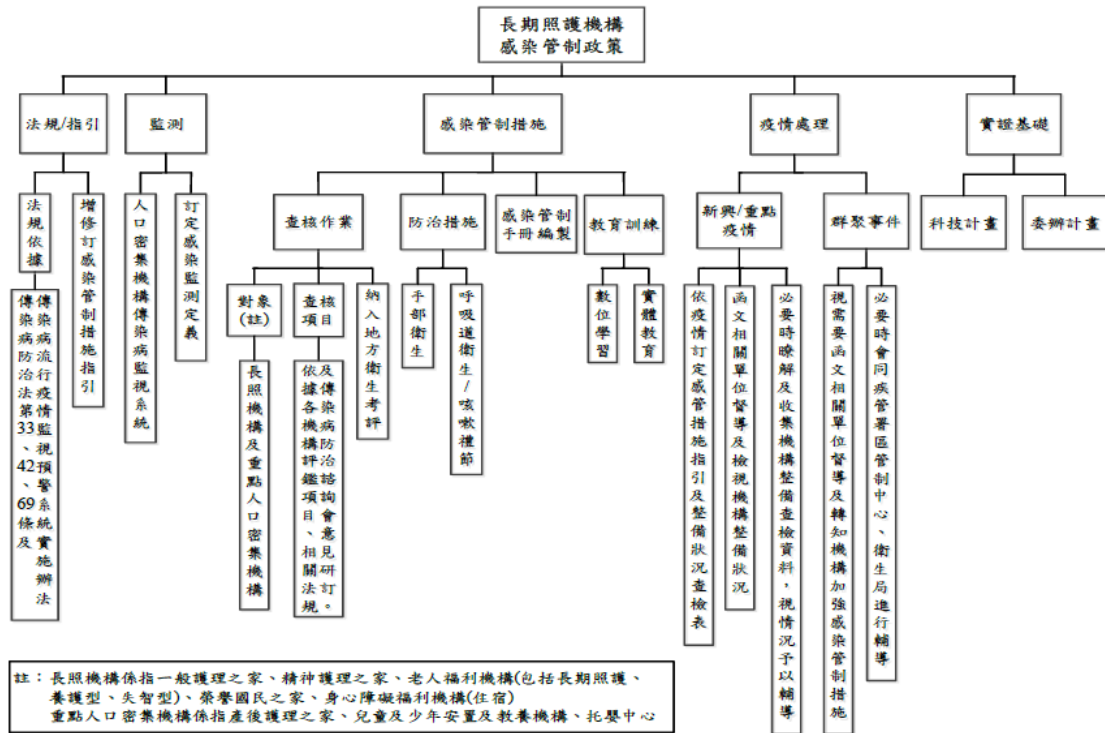 長期照護機構
感染管制政策
法規/指引
監測
感染管制措施
疫情處理
實證基礎
法規依據
增修訂感染管制措施指引
人口密集機構傳染病監視系統
訂定感染監測定義
查核作業
防治措施
感染管制
手冊編製
教育訓練
新興/重點
疫情
群聚事件
科技計畫
委辦計畫
傳染病防治法第33、42、69條及
傳染病流行疫情監視預警系統實施辦法
對象
(註)
查核
項目
納入地方衛生考評
手部衛生
呼吸道衛生/咳嗽禮節
數位學習
實體教育
依疫情訂定感管措施指引及整備狀況查檢表
函文相關單位督導及檢視機構整備狀況
必要時瞭解及收集機構整備查檢資料，視情況予以輔導
視需要函文相關單位督導及轉知機構加強感染管制措施
必要時會同疾管署區管制中心、衛生局進行輔導
長照機構及重點人口密集機構
依據各機構評鑑項目、相關法規
及傳染病防治諮詢會意見研訂。
註：長照機構係指一般護理之家、精神護理之家、老人福利機構(包括長期照護、
養護型、失智型)、榮譽國民之家、身心障礙福利機構(住宿)
重點人口密集機構係指產後護理之家、兒童及少年安置及教養機構、托嬰中心